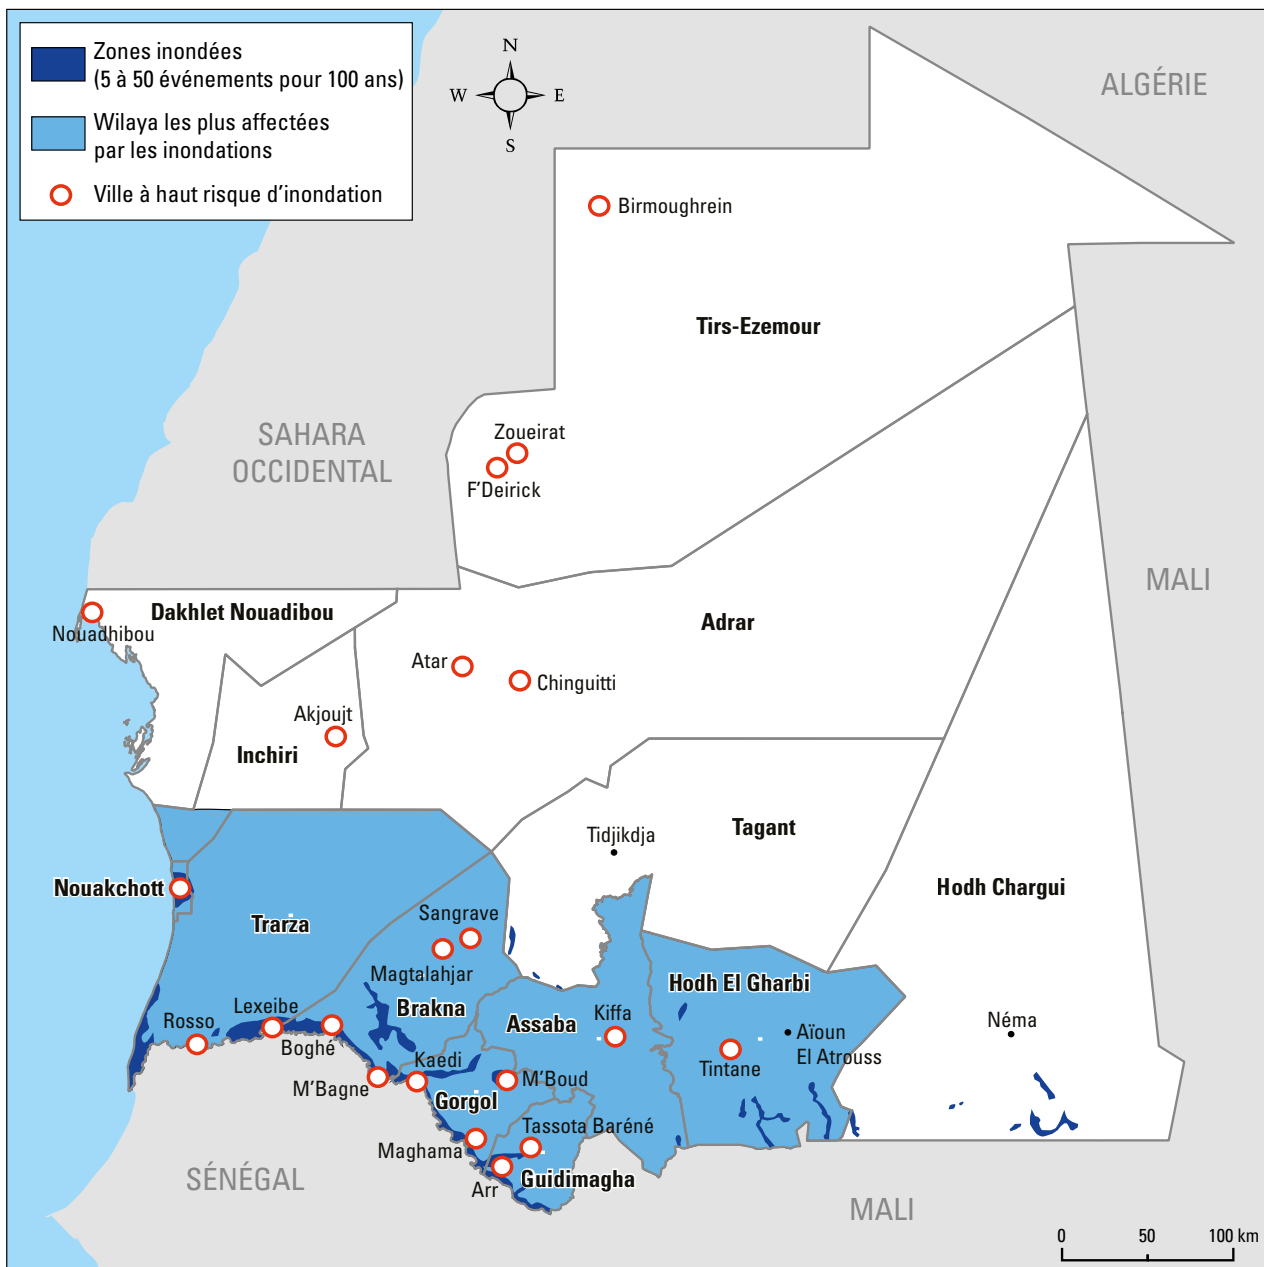 Zones inondées
(5 à 50 événements pour 100 ans)
Wilaya les plus affectées
par les inondations
Ville à haut risque d'inondation
N
W
E
S
ALGÉRIE
Birmoughrein
Tirs-Ezemour
SAHARA
OCCIDENTAL
Zoueirat
F'Deirick
MALI
Dakhlet Nouadibou
Nouadhibou
Adrar
Atar
Chinguitti
Akjoujt
Inchiri
Tidjikdja
Tagant
Hodh Chargui
Nouakchott
Trarza
Sangrave
Magtalahjar
Hodh El Gharbi
Brakna
Assaba
Kiffa
Lexeibe
Rosso
Boghé
Néma
Aïoun
El Atrouss
Tintane
Kaedi
M'Bagne
M'Boud
Gorgol
Tassota Baréné
Maghama
Arr
Guidimagha
SÉNÉGAL
MALI
0 50 100 km